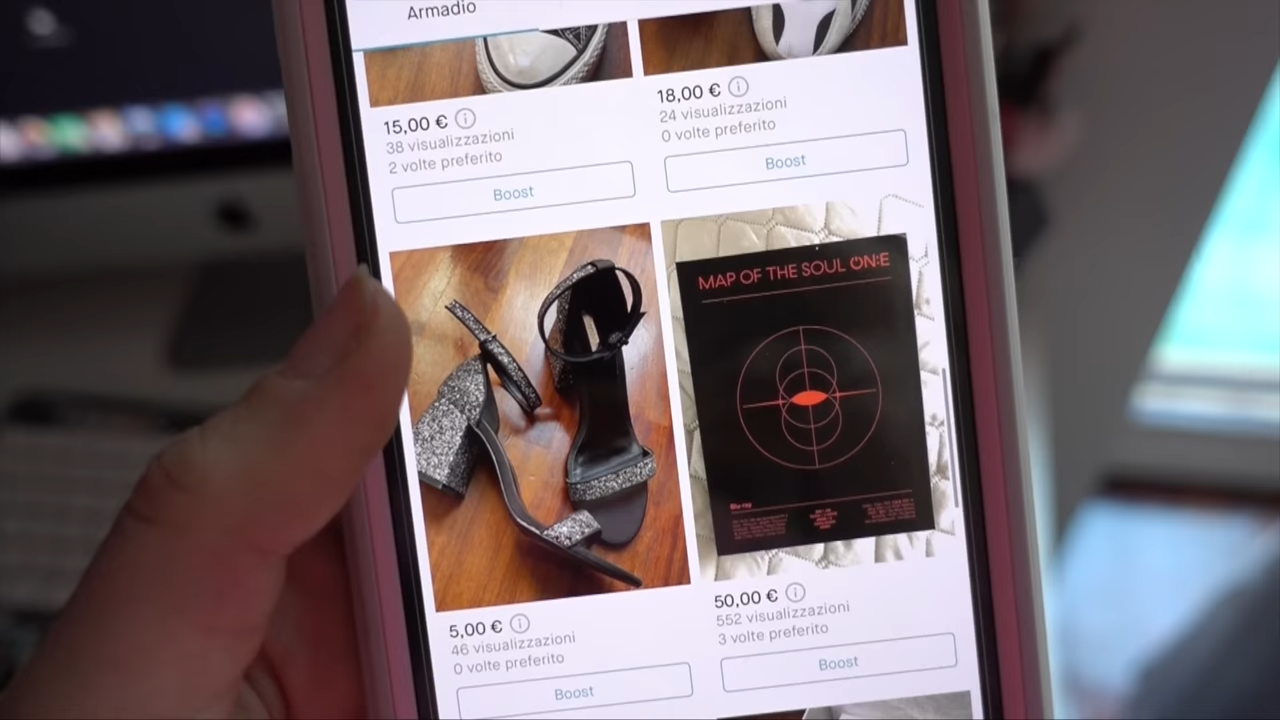 Armadio
15,00 €
38 visualizzazioni
2 volte preferito
Boost
18,00 €
24 visualizzazioni
0 volte preferito
Boost
MAP OF THE SOUL ON:E
Blu-ray
5,00 €
46 visualizzazioni
0 volte preferito
Boost
50,00 €
552 visualizzazioni
3 volte preferito
Boost